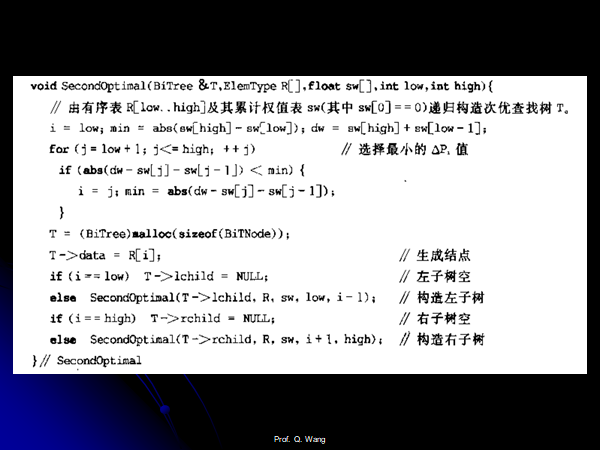 void SecondOptimal(BiTree &T,ElemType R[],float sw[],int low,int high){
// 由有序表 R[low..high]及其累计权值表 sw(其中 sw[0]==0)递归构造次优查找树 T。
i = low; min = abs(sw[high]-sw[low]); dw = sw[high]+sw[low-1];
for (j=low+1; j<=high; ++j) // 选择最小的 ΔPi 值
if (abs(dw-sw[j]-sw[j-1]) < min) {
i = j; min = abs(dw-sw[j]-sw[j-1]);
}
T = (BiTree)malloc(sizeof(BiTNode));
T->data = R[i]; // 生成结点
if (i==low) T->lchild = NULL; // 左子树空
else SecondOptimal(T->lchild, R, sw, low, i-1); // 构造左子树
if (i==high) T->rchild = NULL; // 右子树空
else SecondOptimal(T->rchild, R, sw, i+1, high); // 构造右子树
}// SecondOptimal
Prof. Q. Wang